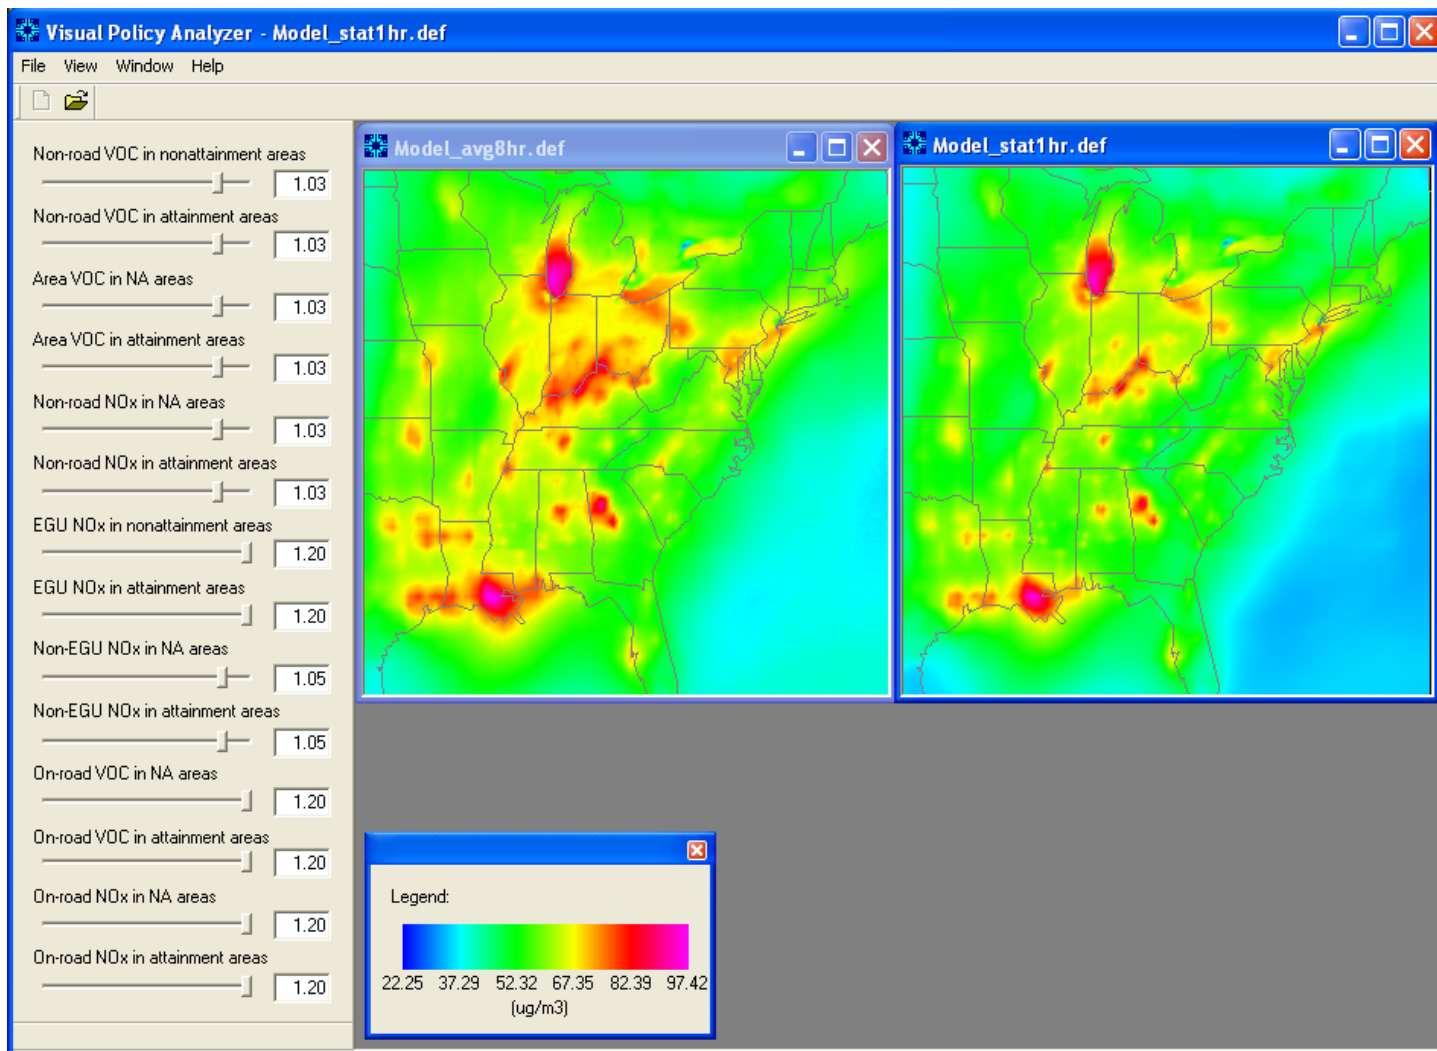 Visual Policy Analyzer - Model_stat1hr.def
File View Window Help
Non-road VOC in nonattainment areas
1.03
Non-road VOC in attainment areas
1.03
Area VOC in NA areas
1.03
Area VOC in attainment areas
1.03
Non-road NOx in NA areas
1.03
Non-road NOx in attainment areas
1.03
EGU NOx in nonattainment areas
1.20
EGU NOx in attainment areas
1.20
Non-EGU NOx in NA areas
1.05
Non-EGU NOx in attainment areas
1.05
On-road VOC in NA areas
1.20
On-road VOC in attainment areas
1.20
On-road NOx in NA areas
1.20
On-road NOx in attainment areas
1.20
Model_avg8hr.def
Model_stat1hr.def
Legend:
22.25 37.29 52.32 67.35 82.39 97.42
(ug/m3)